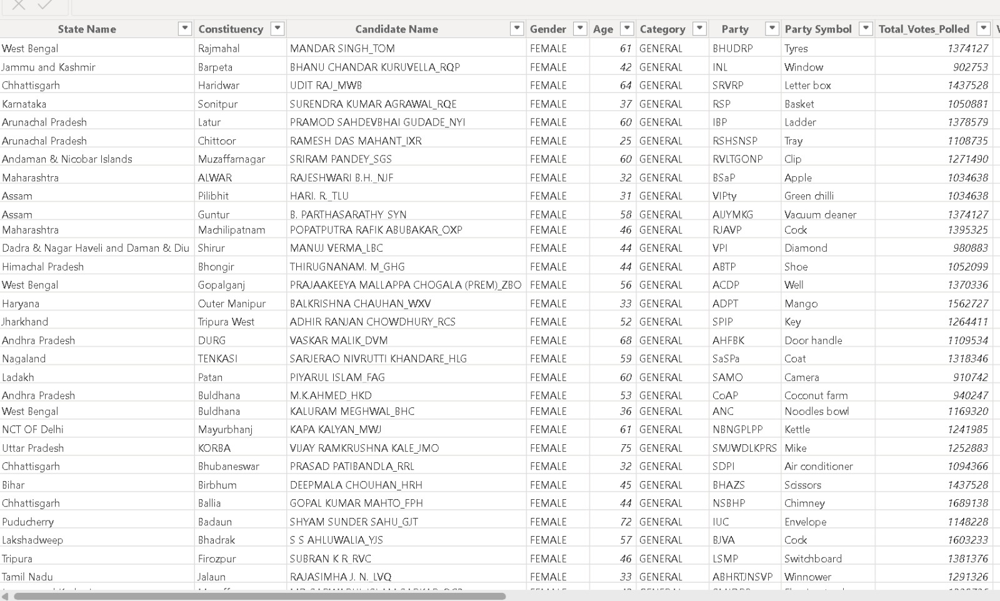 State Name Constituency Candidate Name Gender Age Category Party Party Symbol Total_Votes_Polled
West Bengal Rajmahal MANDAR SINGH_TOM FEMALE 61 GENERAL BHUDRP Tyres 1374127
Jammu and Kashmir Barpeta BHANU CHANDAR KURUVELLA_RQP FEMALE 42 GENERAL INL Window 902753
Chhattisgarh Haridwar UDIT RAJ_MWB FEMALE 64 GENERAL SRVRP Letter box 1437528
Karnataka Sonitpur SURENDRA KUMAR AGRAWAL_RQE FEMALE 37 GENERAL RSP Basket 1050881
Arunachal Pradesh Latur PRAMOD SAHDEVBHAI GUDADE_NYI FEMALE 60 GENERAL IBP Ladder 1378579
Arunachal Pradesh Chittoor RAMESH DAS MAHANT_IXR FEMALE 25 GENERAL RSHSNSP Tray 1108735
Andaman & Nicobar Islands Muzaffarnagar SRIRAM PANDEY_SGS FEMALE 60 GENERAL RVLTGONP Clip 1271490
Maharashtra ALWAR RAJESHWARI B.H._NJF FEMALE 32 GENERAL BSaP Apple 1034638
Assam Pilibhit HARI. R._TLU FEMALE 31 GENERAL VIPty Green chilli 1034638
Assam Guntur B. PARTHASARATHY_SYN FEMALE 58 GENERAL AIJYMKG Vacuum cleaner 1374127
Maharashtra Machilipatnam POPATPUTRA RAFIK ABUBAKAR_OXP FEMALE 46 GENERAL RJAVP Cock 1395325
Dadra & Nagar Haveli and Daman & Diu Shirur MANUJ VERMA_LBC FEMALE 44 GENERAL VPI Diamond 980883
Himachal Pradesh Bhongir THIRUGNANAM. M_GHG FEMALE 44 GENERAL ABTP Shoe 1052099
West Bengal Gopalganj PRAJAAKEEYA MALLAPPA CHOGALA (PREM)_ZBO FEMALE 56 GENERAL ACDP Well 1370336
Haryana Outer Manipur BALKRISHNA CHAUHAN_WXV FEMALE 33 GENERAL ADPT Mango 1562727
Jharkhand Tripura West ADHIR RANJAN CHOWDHURY_RCS FEMALE 52 GENERAL SPIP Key 1264411
Andhra Pradesh DURG VASKAR MALIK_DVM FEMALE 68 GENERAL AHFBK Door handle 1109534
Nagaland TENKASI SARJERAO NIVRUTTI KHANDARE_HLG FEMALE 59 GENERAL SaSPa Coat 1318346
Ladakh Patan PIYARUL ISLAM_FAG FEMALE 60 GENERAL SAMO Camera 910742
Andhra Pradesh Buldhana M.K.AHMED_HKD FEMALE 53 GENERAL CoAP Coconut farm 940247
West Bengal Buldhana KALURAM MEGHWAL_BHC FEMALE 36 GENERAL ANC Noodles bowl 1169320
NCT OF Delhi Mayurbhanj KAPA KALYAN_MWJ FEMALE 61 GENERAL NBNGPLPP Kettle 1241985
Uttar Pradesh KORBA VIJAY RAMKRUSHNA KALE_JMO FEMALE 75 GENERAL SMJWDLKPRS Mike 1252883
Chhattisgarh Bhubaneswar PRASAD PATIBANDLA_RRL FEMALE 32 GENERAL SDPI Air conditioner 1094366
Bihar Birbhum DEEPMALA CHOUHAN_HRH FEMALE 45 GENERAL BHAZS Scissors 1437528
Chhattisgarh Ballia GOPAL KUMAR MAHTO_FPH FEMALE 44 GENERAL NSBHP Chimney 1689138
Puducherry Badaun SHYAM SUNDER SAHU_GJT FEMALE 72 GENERAL IUC Envelope 1148228
Lakshadweep Bhadrak S S AHLUWALIA_YJS FEMALE 57 GENERAL BJVA Cock 1603233
Tripura Firozpur SUBRAN K R_RVC FEMALE 46 GENERAL LSMP Switchboard 1381376
Tamil Nadu Jalaun RAJASIMHA J. N._LVQ FEMALE 33 GENERAL ABHRTJNSVP Winnower 1291326